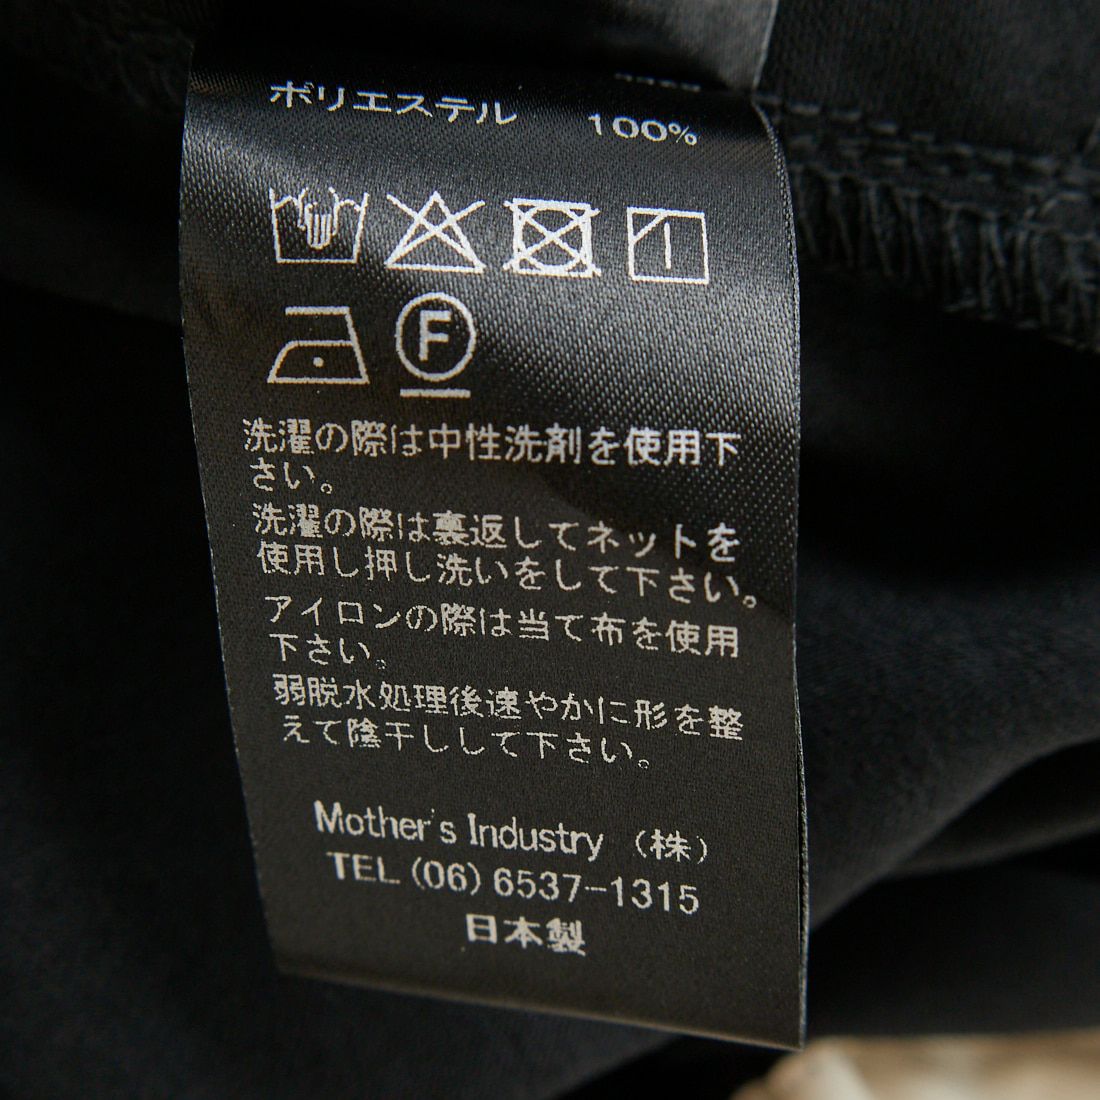 ポリエステル 100%
F
洗濯の際は中性洗剤を使用下
さい。
洗濯の際は裏返してネットを
使用し押し洗いをして下さい。
アイロンの際は当て布を使用
下さい。
弱脱水処理後速やかに形を整
えて陰干しして下さい。
Mother's Industry (株)
TEL (06) 6537-1315
日本製